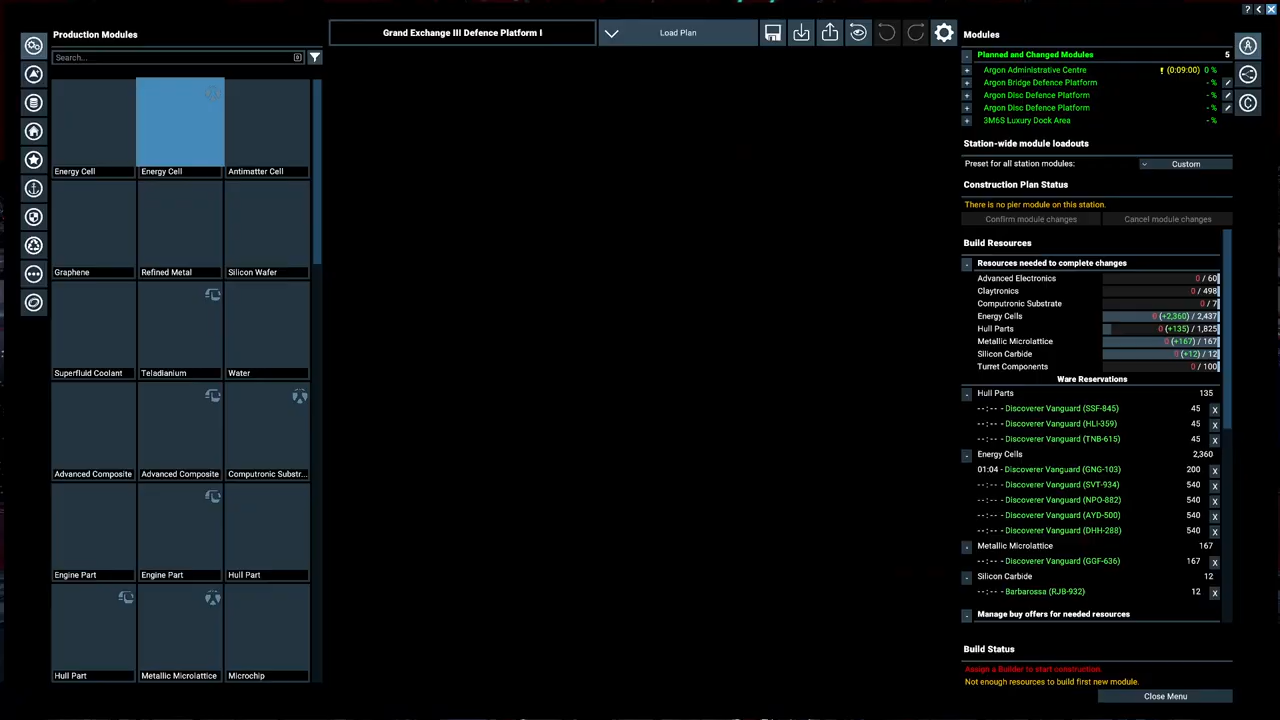 Production Modules
Search...
Energy Cell
Energy Cell
Antimatter Cell
Graphene
Refined Metal
Silicon Wafer
Superfluid Coolant
Teladianium
Water
Advanced Composite
Advanced Composite
Computronic Substr...
Engine Part
Engine Part
Hull Part
Hull Part
Metallic Microlattice
Microchip
Grand Exchange III Defence Platform I
Load Plan
Modules
- Planned and Changed Modules 5
+ Argon Administrative Centre ! (0:09:00) 0 %
+ Argon Bridge Defence Platform - %
+ Argon Disc Defence Platform - %
+ Argon Disc Defence Platform - %
+ 3M6S Luxury Dock Area - %
Station-wide module loadouts
Preset for all station modules: Custom
Construction Plan Status
There is no pier module on this station.
Confirm module changes Cancel module changes
Build Resources
- Resources needed to complete changes
Advanced Electronics 0 / 60
Claytronics 0 / 498
Computronic Substrate 0 / 7
Energy Cells 0 (+2,360) / 2,437
Hull Parts 0 (+135) / 1,825
Metallic Microlattice 0 (+167) / 167
Silicon Carbide 0 (+12) / 12
Turret Components 0 / 100
Ware Reservations
- Hull Parts 135
--:-- - Discoverer Vanguard (SSF-845) 45 X
--:-- - Discoverer Vanguard (HLI-359) 45 X
--:-- - Discoverer Vanguard (TNB-615) 45 X
- Energy Cells 2,360
01:04 - Discoverer Vanguard (GNG-103) 200 X
--:-- - Discoverer Vanguard (SVT-934) 540 X
--:-- - Discoverer Vanguard (NPO-882) 540 X
--:-- - Discoverer Vanguard (AYD-500) 540 X
--:-- - Discoverer Vanguard (DHH-288) 540 X
- Metallic Microlattice 167
--:-- - Discoverer Vanguard (GGF-636) 167 X
- Silicon Carbide 12
--:-- - Barbarossa (RJB-932) 12 X
- Manage buy offers for needed resources
Build Status
Assign a Builder to start construction.
Not enough resources to build first new module.
Close Menu